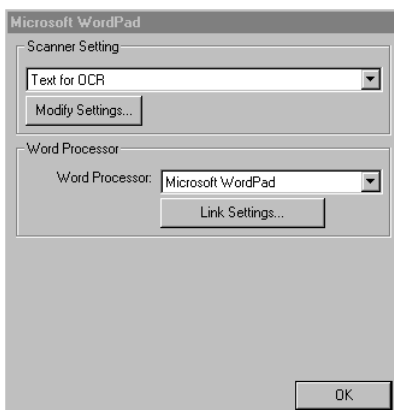 Microsoft WordPad
Scanner Setting
Text for OCR
Modify Settings...
Word Processor
Word Processor: Microsoft WordPad
Link Settings...
OK